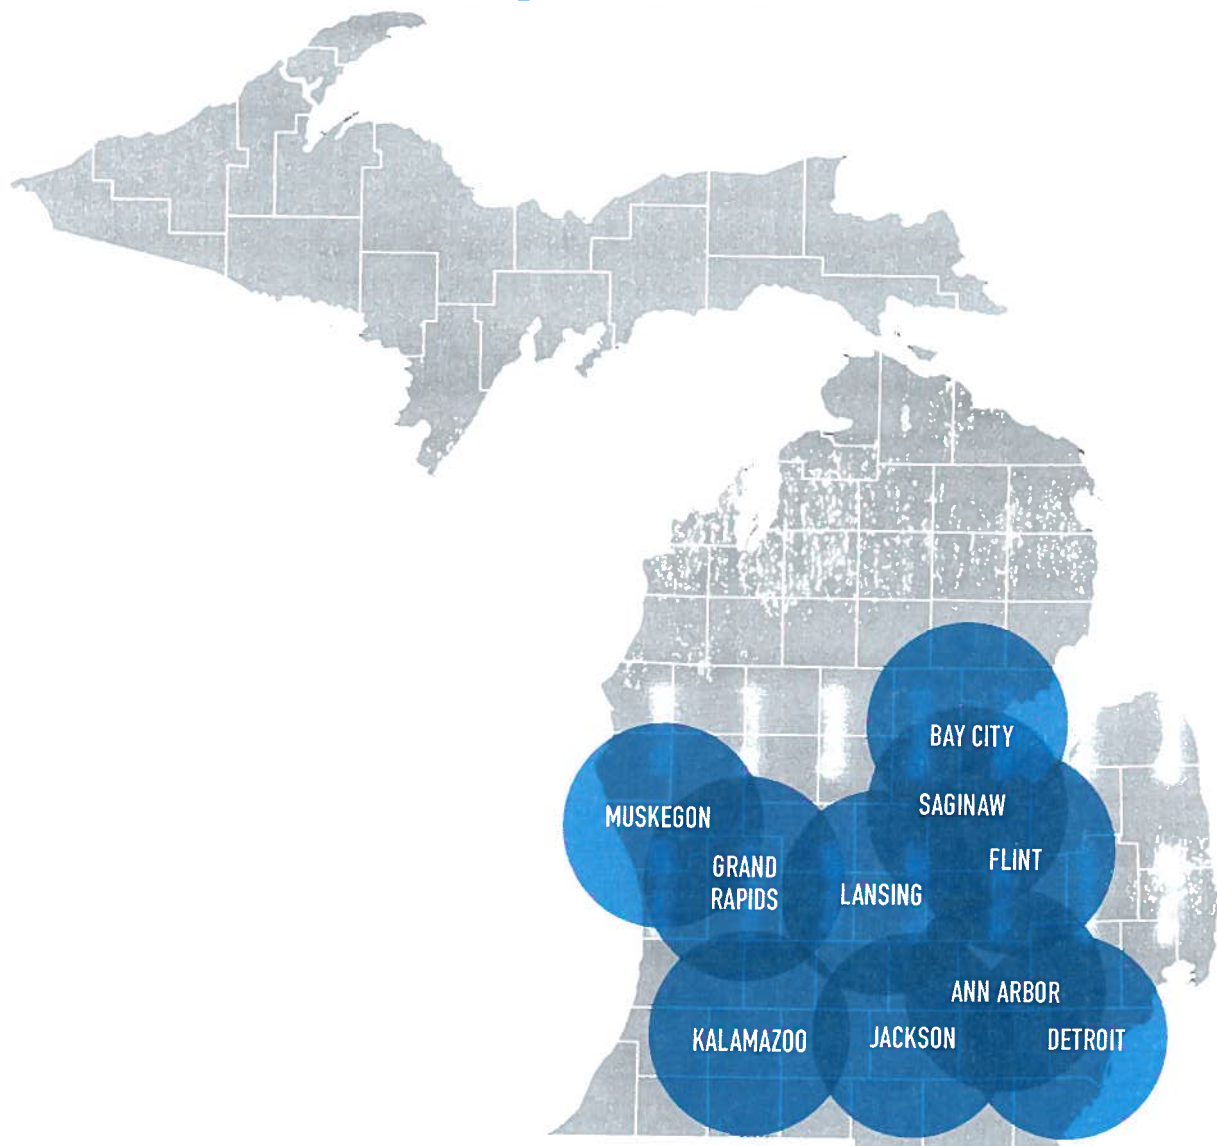 BAY CITY
SAGINAW
MUSKEGON
FLINT
GRAND
RAPIDS
LANSING
ANN ARBOR
KALAMAZOO
JACKSON
DETROIT